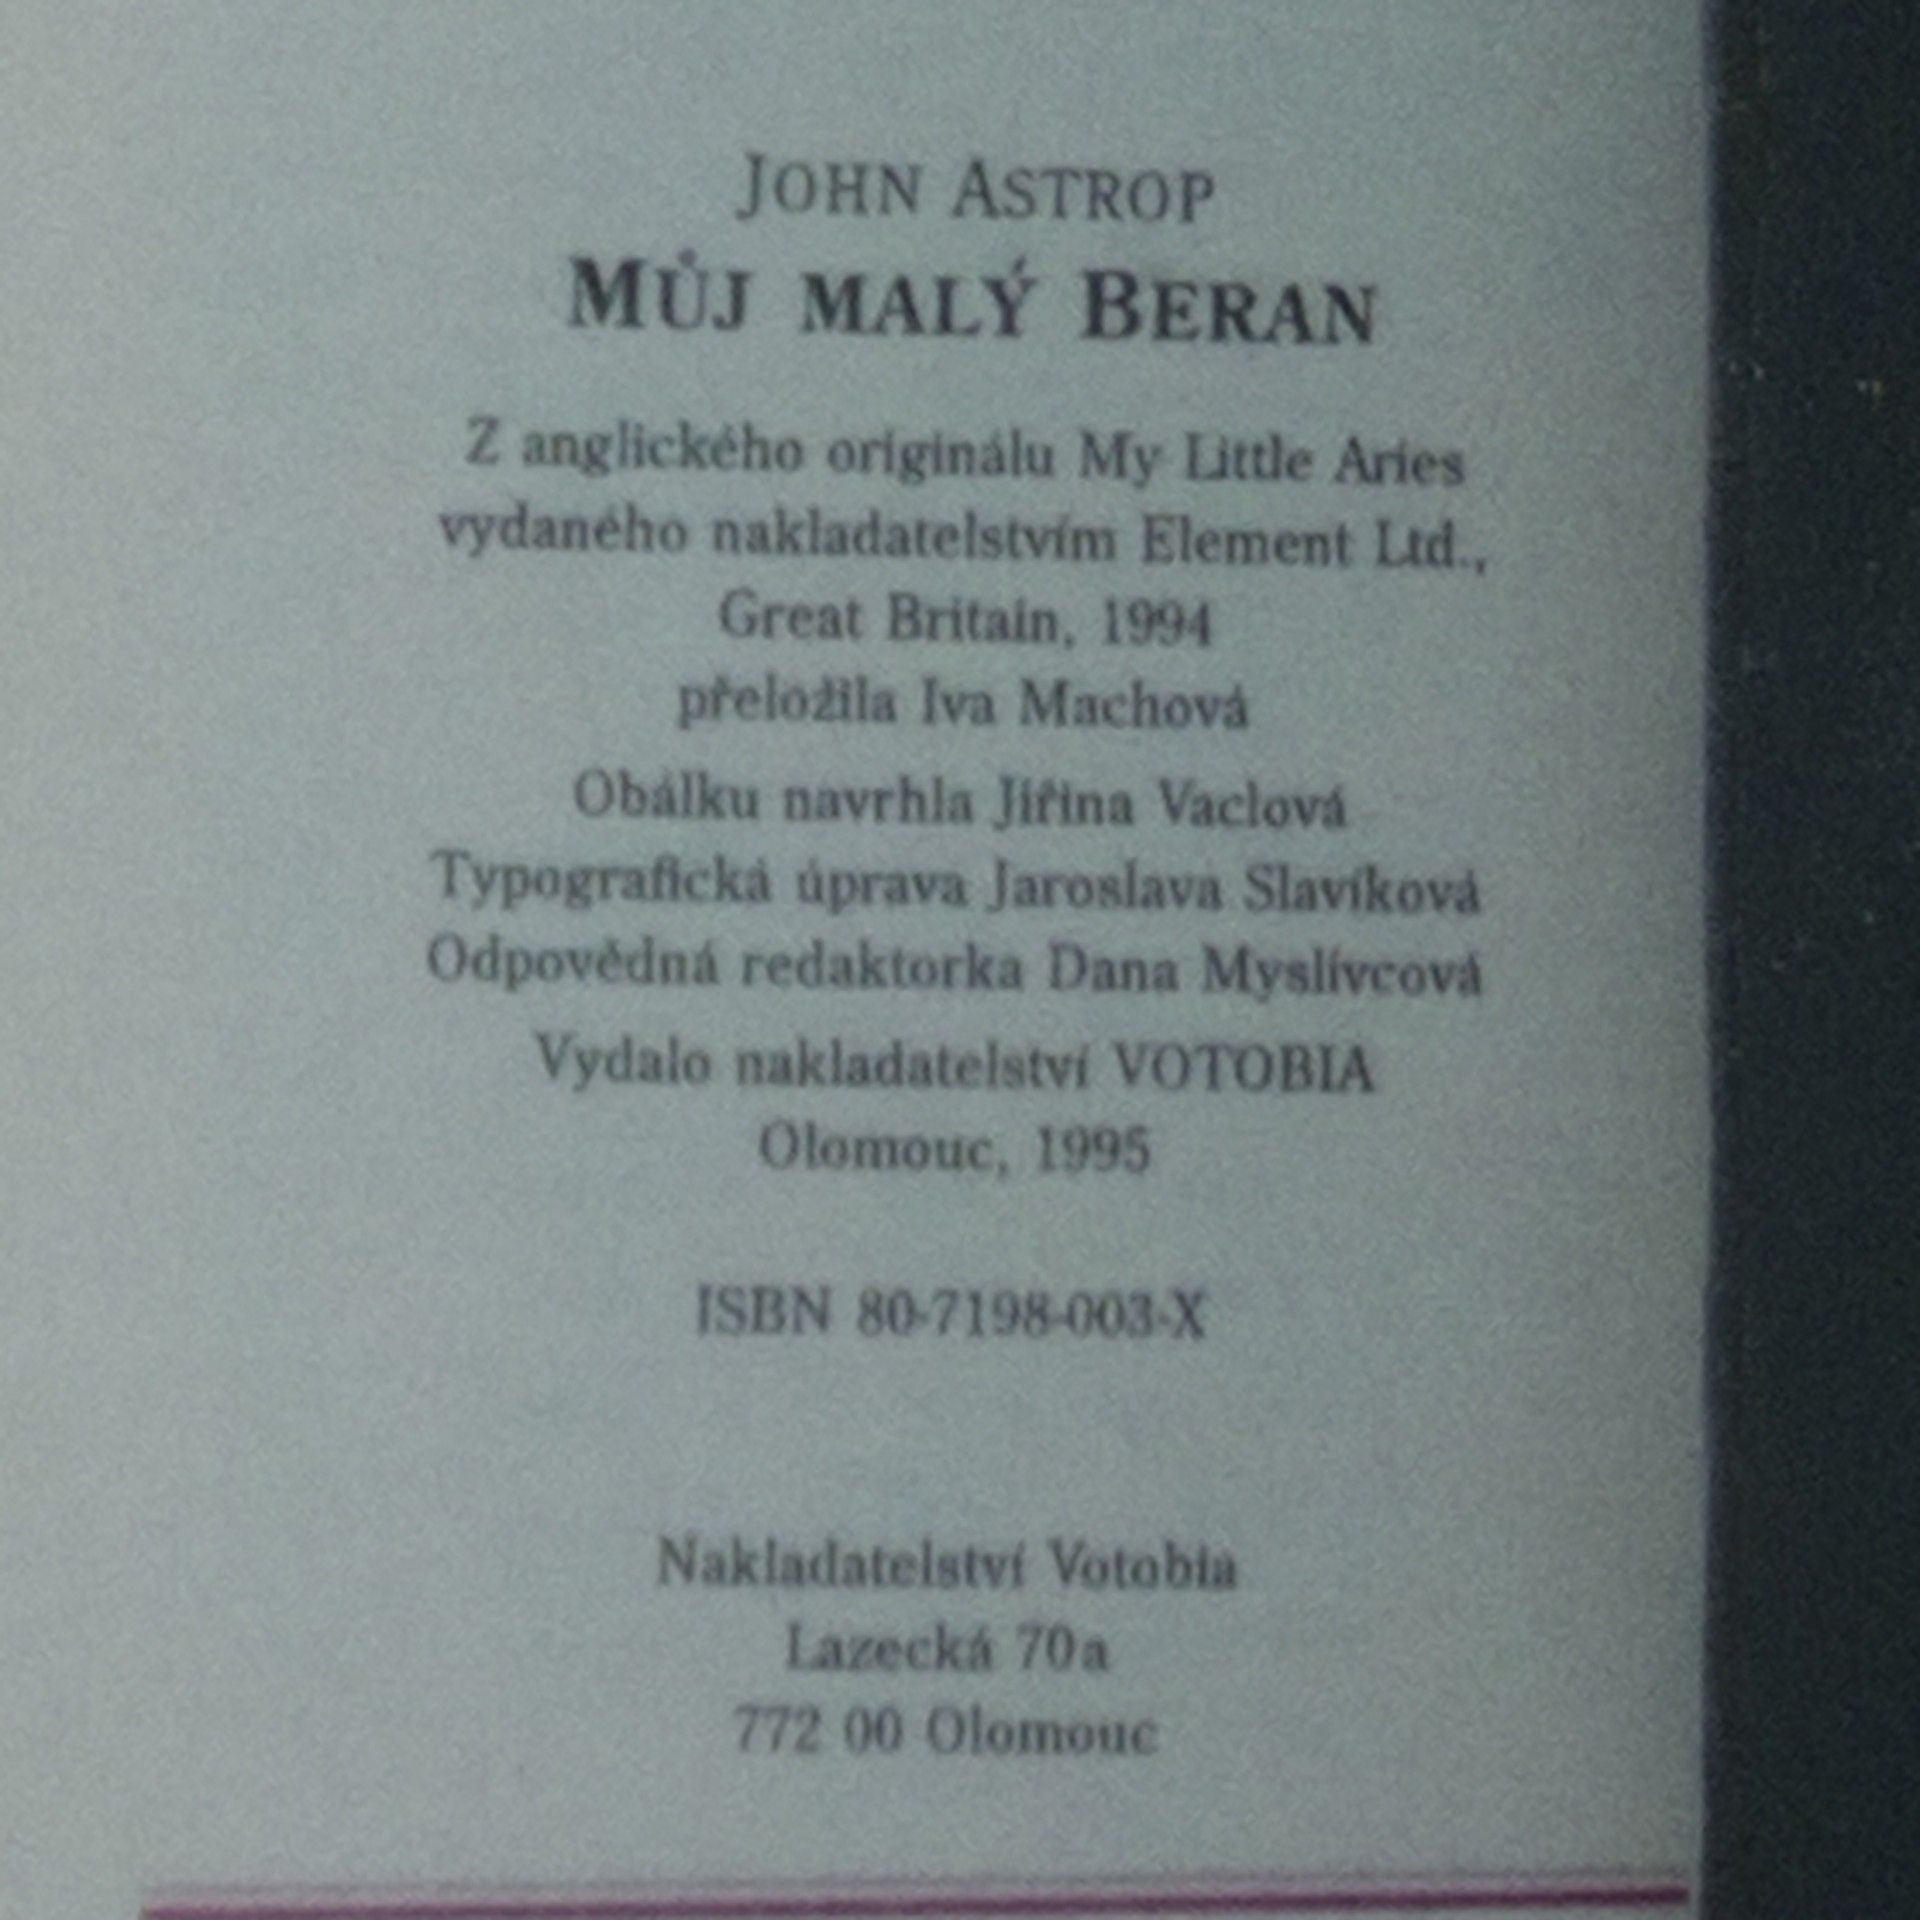 JOHN ASTROP
MŮJ MALÝ BERAN
Z anglického originálu My Little Aries
vydaného nakladatelstvím Element Ltd.,
Great Britain, 1994
přeložila Iva Machová
Obálku navrhla Jiřina Vaclová
Typografická úprava Jaroslava Slavíková
Odpovědná redaktorka Dana Myslívcová
Vydalo nakladatelství VOTOBIA
Olomouc, 1995
ISBN 80-7198-003-X
Nakladatelství Votobia
Lazecká 70a
772 00 Olomouc